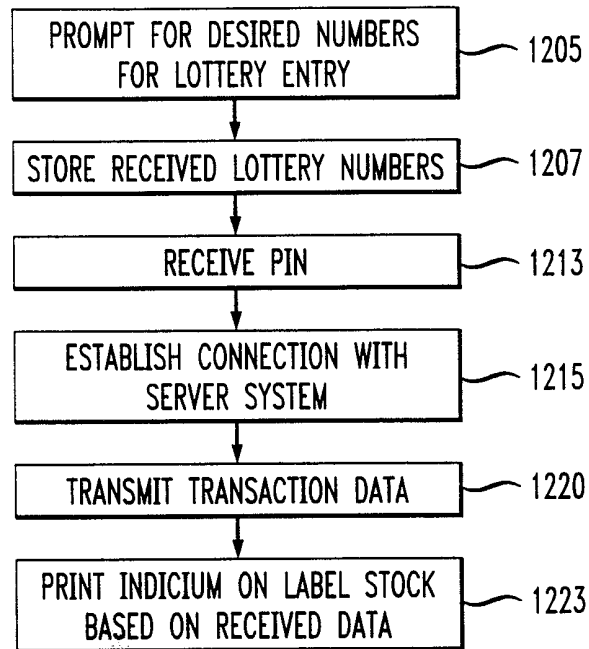 PROMPT FOR DESIRED NUMBERS
FOR LOTTERY ENTRY
1205
STORE RECEIVED LOTTERY NUMBERS
1207
RECEIVE PIN
1213
ESTABLISH CONNECTION WITH
SERVER SYSTEM
1215
TRANSMIT TRANSACTION DATA
1220
PRINT INDICIUM ON LABEL STOCK
BASED ON RECEIVED DATA
1223